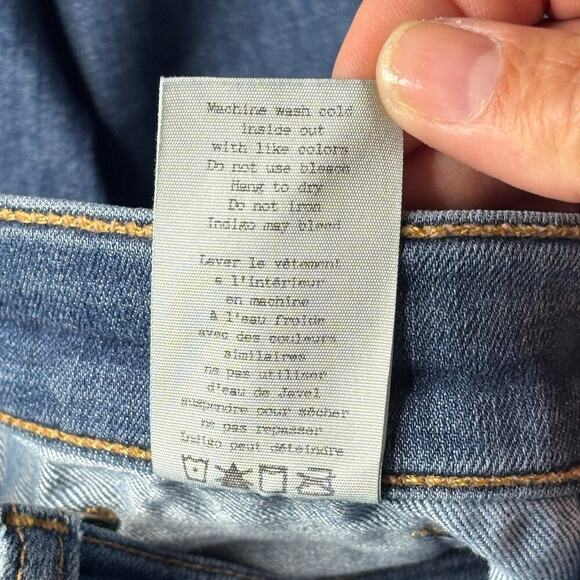 Machine wash cold
inside out
with like colors
Do not use bleach
Hang to dry
Do not iron
Indigo may bleed
Laver le vêtement
a l'intérieur
en machine
à l'eau froide
avec des couleurs
similaires
ne pas utiliser
d'eau de Javel
suspendre pour sécher
ne pas repasser
indigo peut déteindre